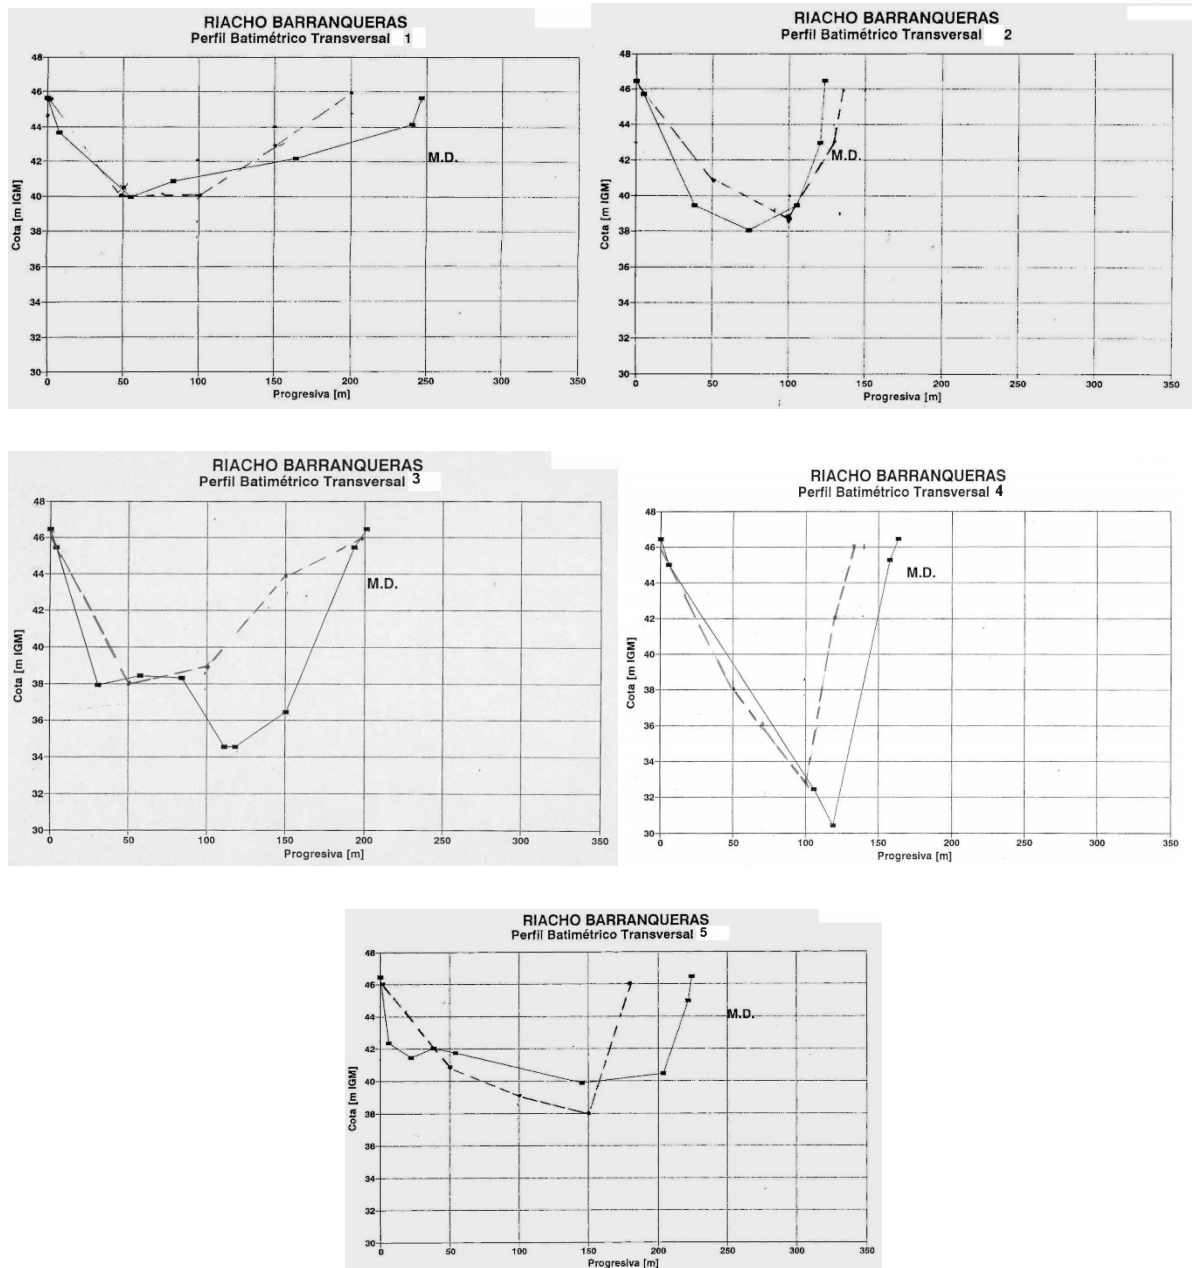 RIACHO BARRANQUERAS
Perfil Batimétrico Transversal 1
48
46
44
42
40
38
36
34
32
30
Cota [m IGM]
M.D.
0 50 100 150 200 250 300 350
Progresiva [m]
RIACHO BARRANQUERAS
Perfil Batimétrico Transversal 2
48
46
44
42
40
38
36
34
32
30
Cota [m IGM]
M.D.
0 50 100 150 200 250 300 350
Progresiva [m]
RIACHO BARRANQUERAS
Perfil Batimétrico Transversal 3
48
46
44
42
40
38
36
34
32
30
Cota [m IGM]
M.D.
0 50 100 150 200 250 300 350
Progresiva [m]
RIACHO BARRANQUERAS
Perfil Batimétrico Transversal 4
48
46
44
42
40
38
36
34
32
30
Cota [m IGM]
M.D.
0 50 100 150 200 250 300 350
Progresiva [m]
RIACHO BARRANQUERAS
Perfil Batimétrico Transversal 5
48
46
44
42
40
38
36
34
32
30
Cota [m IGM]
M.D.
0 50 100 150 200 250 300 350
Progresiva [m]